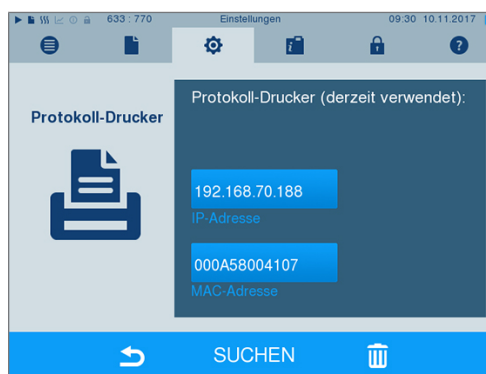 633 : 770 Einstellungen 09:30 10.11.2017
Protokoll-Drucker
Protokoll-Drucker (derzeit verwendet):
192.168.70.188
IP-Adresse
000A58004107
MAC-Adresse
SUCHEN